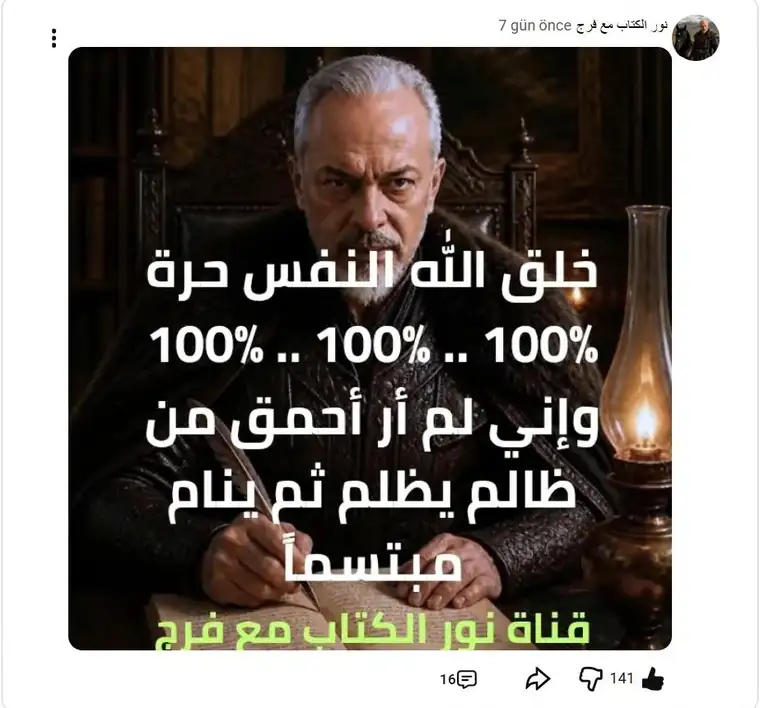 نور الكتاب مع فرج 7 gün önce
خلق الله النفس حرة
100% .. 100% .. 100%
وإني لم أر أحمق من
ظالم يظلم ثم ينام
مبتسماً
قناة نور الكتاب مع فرج
141
16